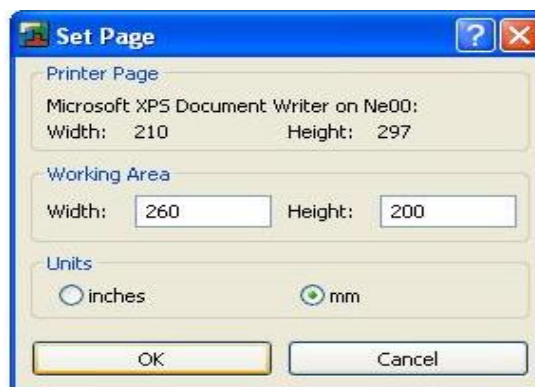 Set Page
Printer Page
Microsoft XPS Document Writer on Ne00:
Width: 210 Height: 297
Working Area
Width: 260 Height: 200
Units
inches mm
OK Cancel